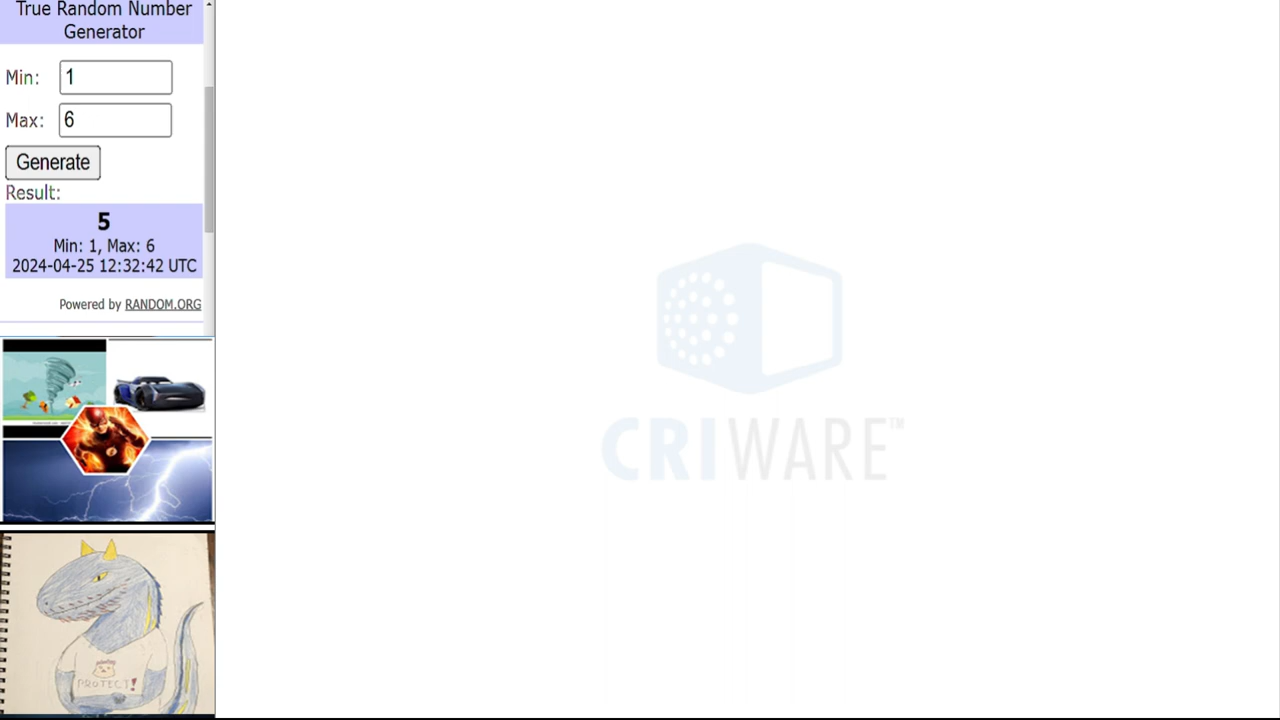 True Random Number
Generator
Min: 1
Max: 6
Generate
Result:
5
Min: 1, Max: 6
2024-04-25 12:32:42 UTC
Powered by RANDOM.ORG
CRIWARE™
PROTECT!